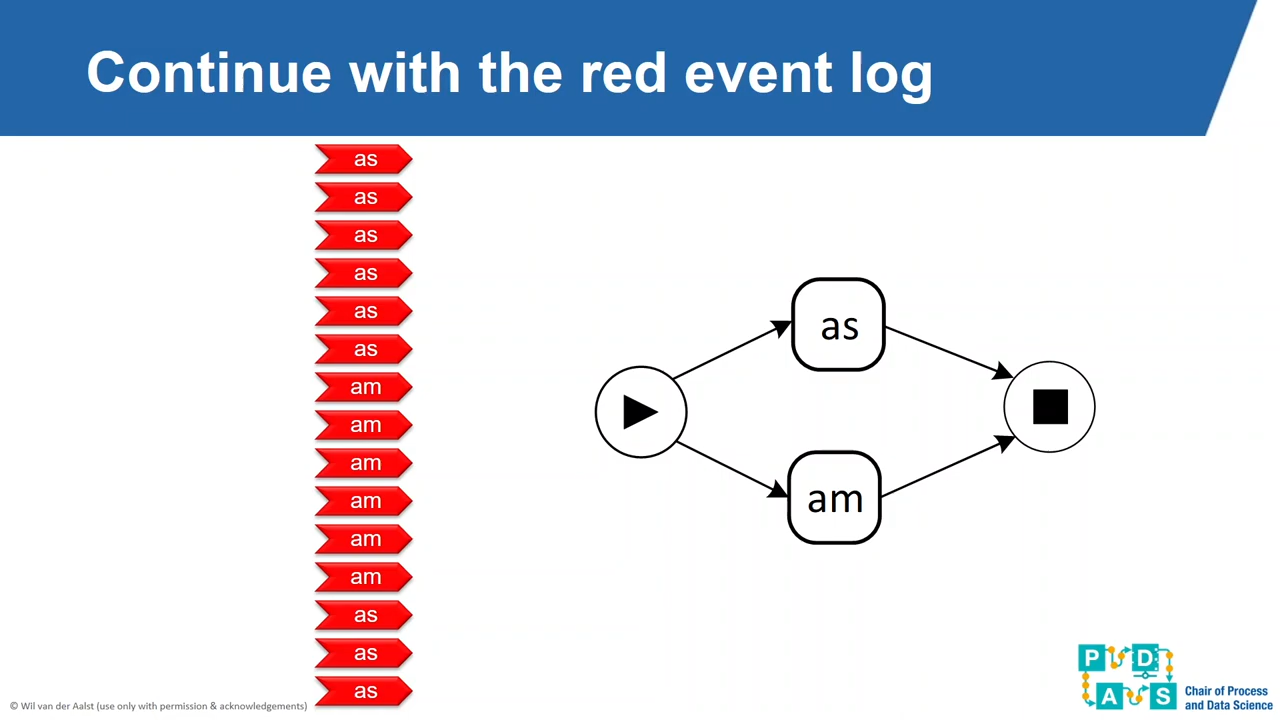 Continue with the red event log
as
as
as
as
as
as
am
am
am
am
am
am
as
as
as
as
am
© Wil van der Aalst (use only with permission & acknowledgements)
P D
A S
Chair of Process
and Data Science